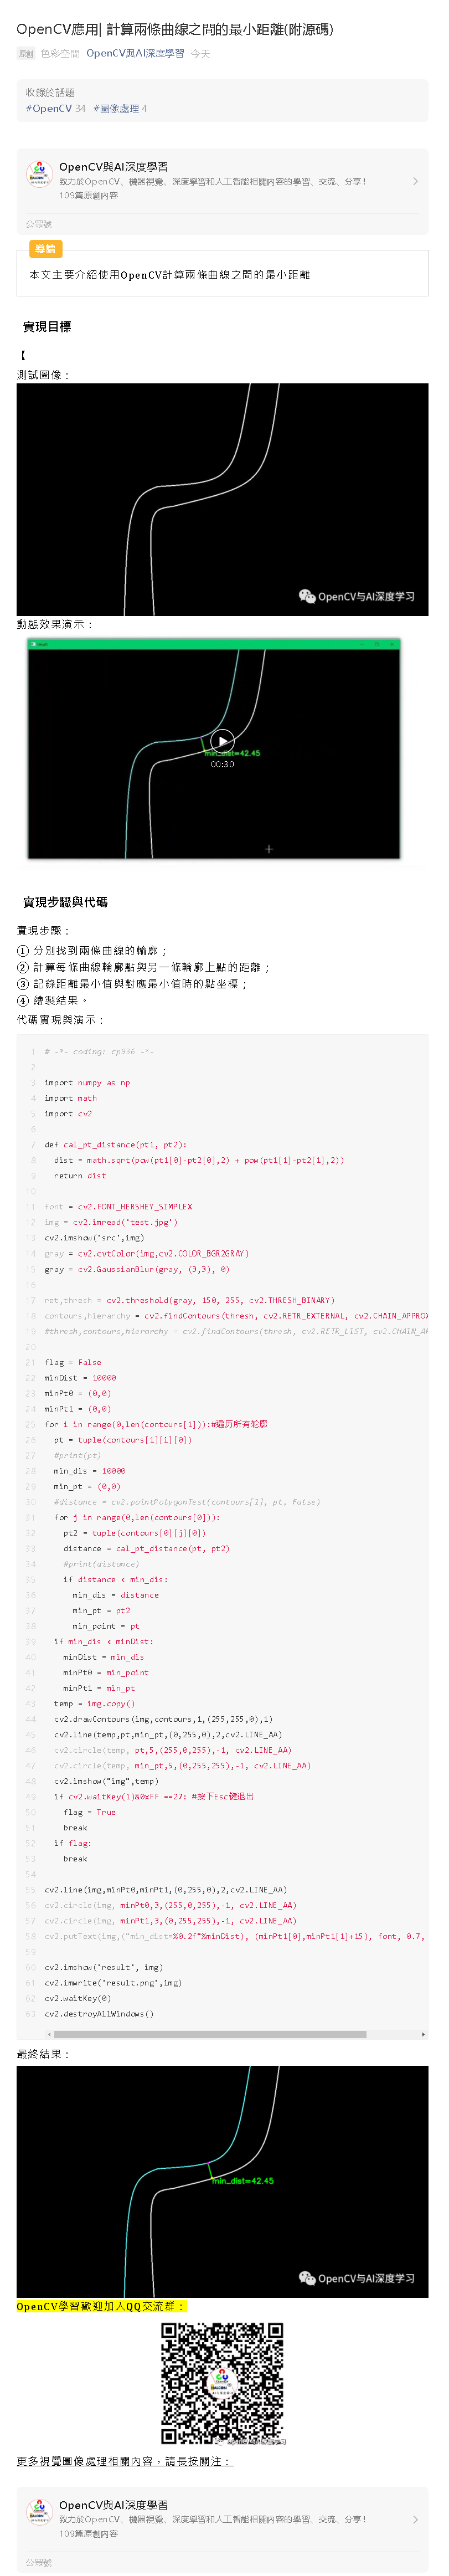 OpenCV應用| 計算兩條曲線之間的最小距離(附源碼)
原創 色彩空間 OpenCV與AI深度學習 今天
收錄於話題
#OpenCV 34 #圖像處理 4
OpenCV與AI深度學習
致力於OpenCV、機器視覺、深度學習和人工智能相關内容的學習、交流、分享！
109篇原創内容
公眾號
導讀
本文主要介紹使用OpenCV計算兩條曲線之間的最小距離
實現目標
【
測試圖像：
OpenCV与AI深度学习
動態效果演示：
min_dist=42.45
00:30
實現步驟與代碼
實現步驟：
① 分別找到兩條曲線的輪廓；
② 計算每條曲線輪廓點與另一條輪廓上點的距離；
③ 記錄距離最小值與對應最小值時的點坐標；
④ 繪製結果。
代碼實現與演示：
1 # -*- coding: cp936 -*-
2
3 import numpy as np
4 import math
5 import cv2
6
7 def cal_pt_distance(pt1, pt2):
8 dist = math.sqrt(pow(pt1[0]-pt2[0],2) + pow(pt1[1]-pt2[1],2))
9 return dist
10
11 font = cv2.FONT_HERSHEY_SIMPLEX
12 img = cv2.imread('test.jpg')
13 cv2.imshow('src',img)
14 gray = cv2.cvtColor(img,cv2.COLOR_BGR2GRAY)
15 gray = cv2.GaussianBlur(gray, (3,3), 0)
16
17 ret,thresh = cv2.threshold(gray, 150, 255, cv2.THRESH_BINARY)
18 contours,hierarchy = cv2.findContours(thresh, cv2.RETR_EXTERNAL, cv2.CHAIN_APPROX
19 #thresh,contours,hierarchy = cv2.findContours(thresh, cv2.RETR_LIST, cv2.CHAIN_AP
20
21 flag = False
22 minDist = 10000
23 minPt0 = (0,0)
24 minPt1 = (0,0)
25 for i in range(0,len(contours[1])):#遍历所有轮廓
26 pt = tuple(contours[1][i][0])
27 #print(pt)
28 min_dis = 10000
29 min_pt = (0,0)
30 #distance = cv2.pointPolygonTest(contours[1], pt, False)
31 for j in range(0,len(contours[0])):
32 pt2 = tuple(contours[0][j][0])
33 distance = cal_pt_distance(pt, pt2)
34 #print(distance)
35 if distance < min_dis:
36 min_dis = distance
37 min_pt = pt2
38 min_point = pt
39 if min_dis < minDist:
40 minDist = min_dis
41 minPt0 = min_point
42 minPt1 = min_pt
43 temp = img.copy()
44 cv2.drawContours(img,contours,1,(255,255,0),1)
45 cv2.line(temp,pt,min_pt,(0,255,0),2,cv2.LINE_AA)
46 cv2.circle(temp, pt,5,(255,0,255),-1, cv2.LINE_AA)
47 cv2.circle(temp, min_pt,5,(0,255,255),-1, cv2.LINE_AA)
48 cv2.imshow("img",temp)
49 if cv2.waitKey(1)&0xFF ==27: #按下Esc键退出
50 flag = True
51 break
52 if flag:
53 break
54
55 cv2.line(img,minPt0,minPt1,(0,255,0),2,cv2.LINE_AA)
56 cv2.circle(img, minPt0,3,(255,0,255),-1, cv2.LINE_AA)
57 cv2.circle(img, minPt1,3,(0,255,255),-1, cv2.LINE_AA)
58 cv2.putText(img,("min_dist=%0.2f"%minDist), (minPt1[0],minPt1[1]+15), font, 0.7,
59
60 cv2.imshow('result', img)
61 cv2.imwrite('result.png',img)
62 cv2.waitKey(0)
63 cv2.destroyAllWindows()
最終結果：
min_dist=42.45
OpenCV与AI深度学习
OpenCV學習歡迎加入QQ交流群：
更多視覺圖像處理相關內容，請長按關注：
OpenCV與AI深度學習
致力於OpenCV、機器視覺、深度學習和人工智能相關内容的學習、交流、分享！
109篇原創内容
公眾號